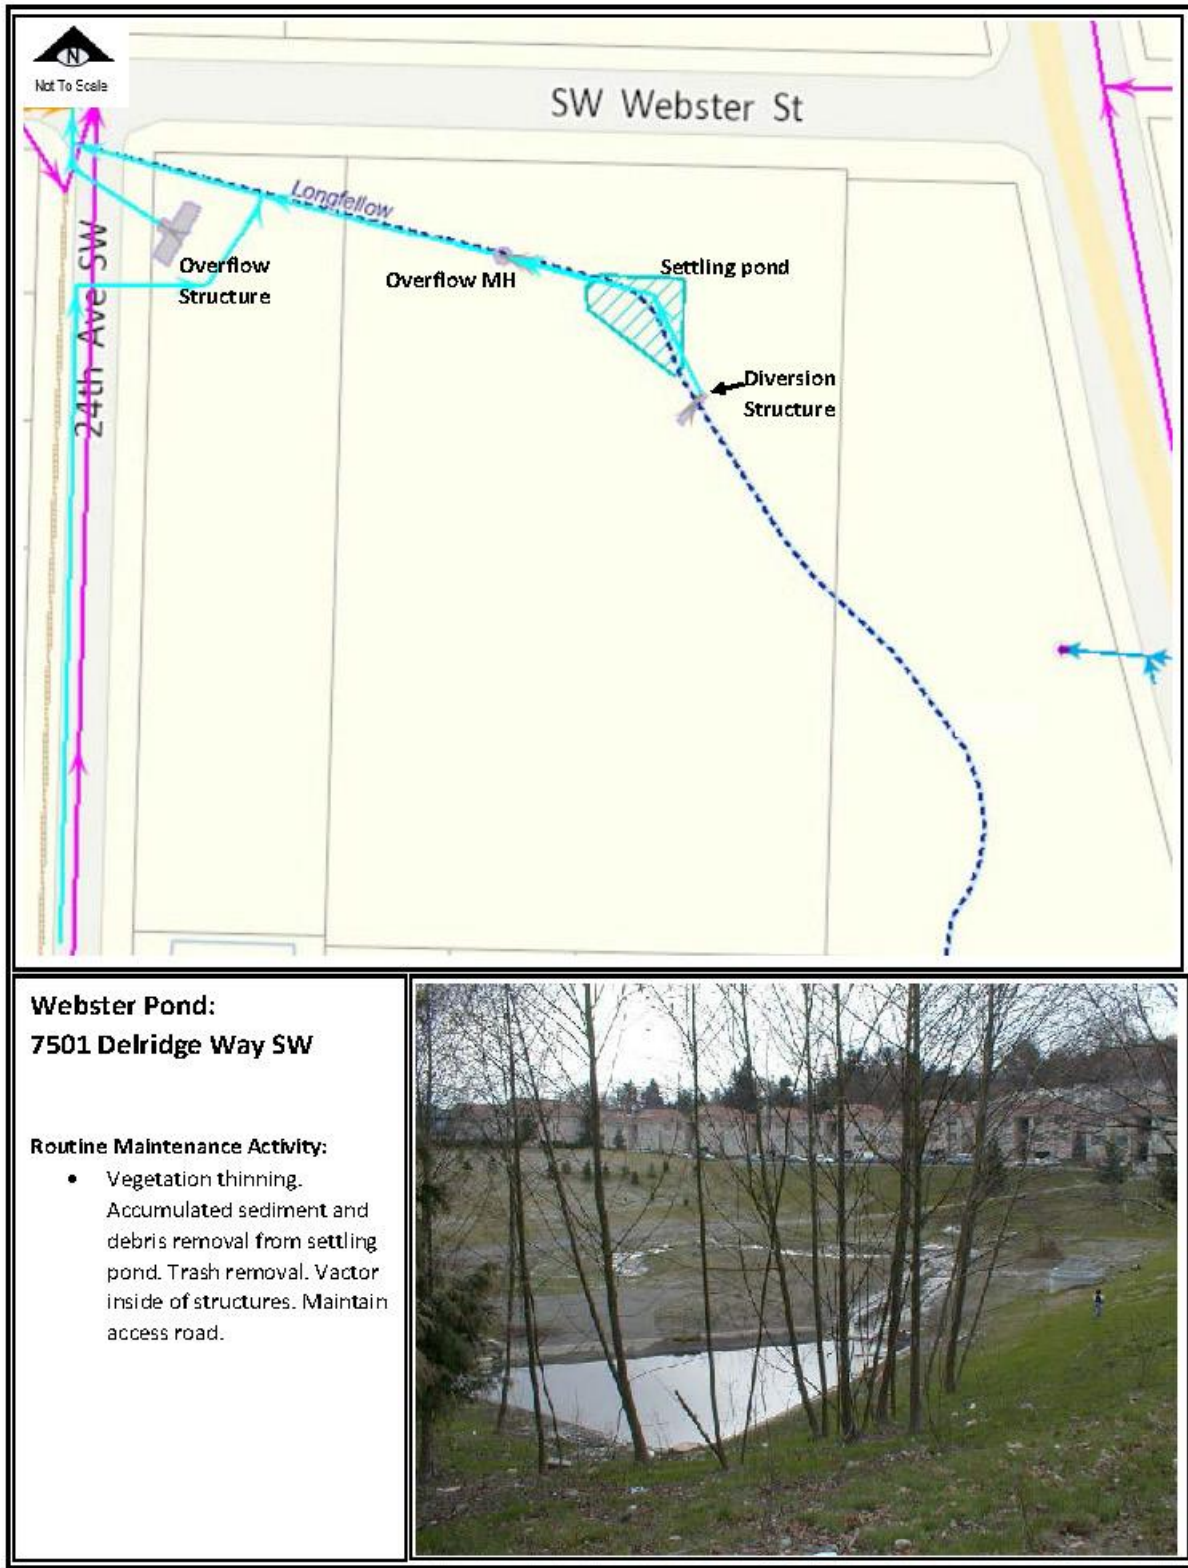 N
Not To Scale
SW Webster St
Longfellow
24th Ave SW
Overflow
Structure
Overflow MH
Settling pond
Diversion
Structure
Webster Pond:
7501 Delridge Way SW
Routine Maintenance Activity:
• Vegetation thinning.
Accumulated sediment and
debris removal from settling
pond. Trash removal. Vactor
inside of structures. Maintain
access road.